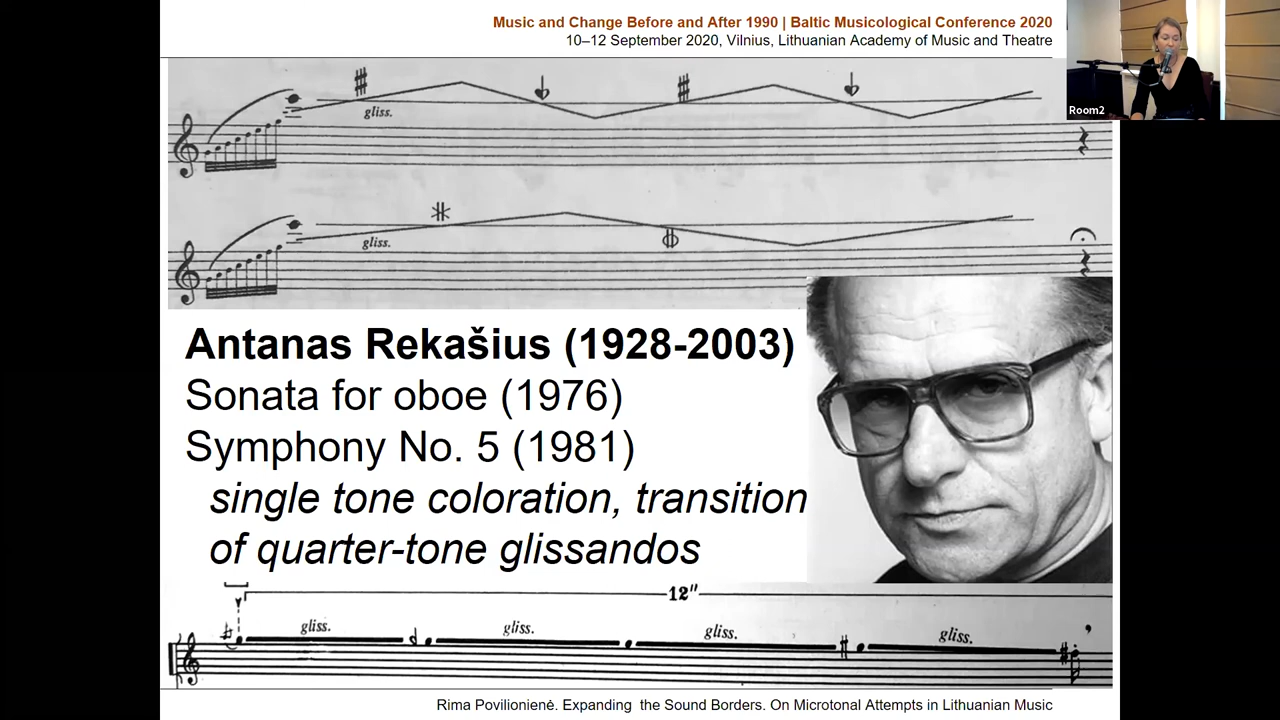 Music and Change Before and After 1990 | Baltic Musicological Conference 2020
10–12 September 2020, Vilnius, Lithuanian Academy of Music and Theatre
Room2
gliss.
gliss.
Antanas Rekašius (1928-2003)
Sonata for oboe (1976)
Symphony No. 5 (1981)
single tone coloration, transition
of quarter-tone glissandos
12"
gliss. gliss. gliss. gliss.
Rima Povilionienė. Expanding the Sound Borders. On Microtonal Attempts in Lithuanian Music